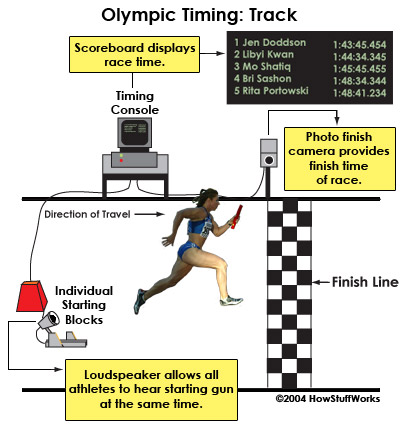 Olympic Timing: Track
Scoreboard displays
race time.
1 Jen Doddson 1:43:45.454
2 Libyi Kwan 1:44:34.345
3 Mo Shatiq 1:45:45.455
4 Bri Sashon 1:48:34.344
5 Rita Portowski 1:48:41.234
Timing
Console
Photo finish
camera provides
finish time
of race.
Direction of Travel
Finish Line
Individual
Starting
Blocks
Loudspeaker allows all
athletes to hear starting gun
at the same time.
©2004 HowStuffWorks